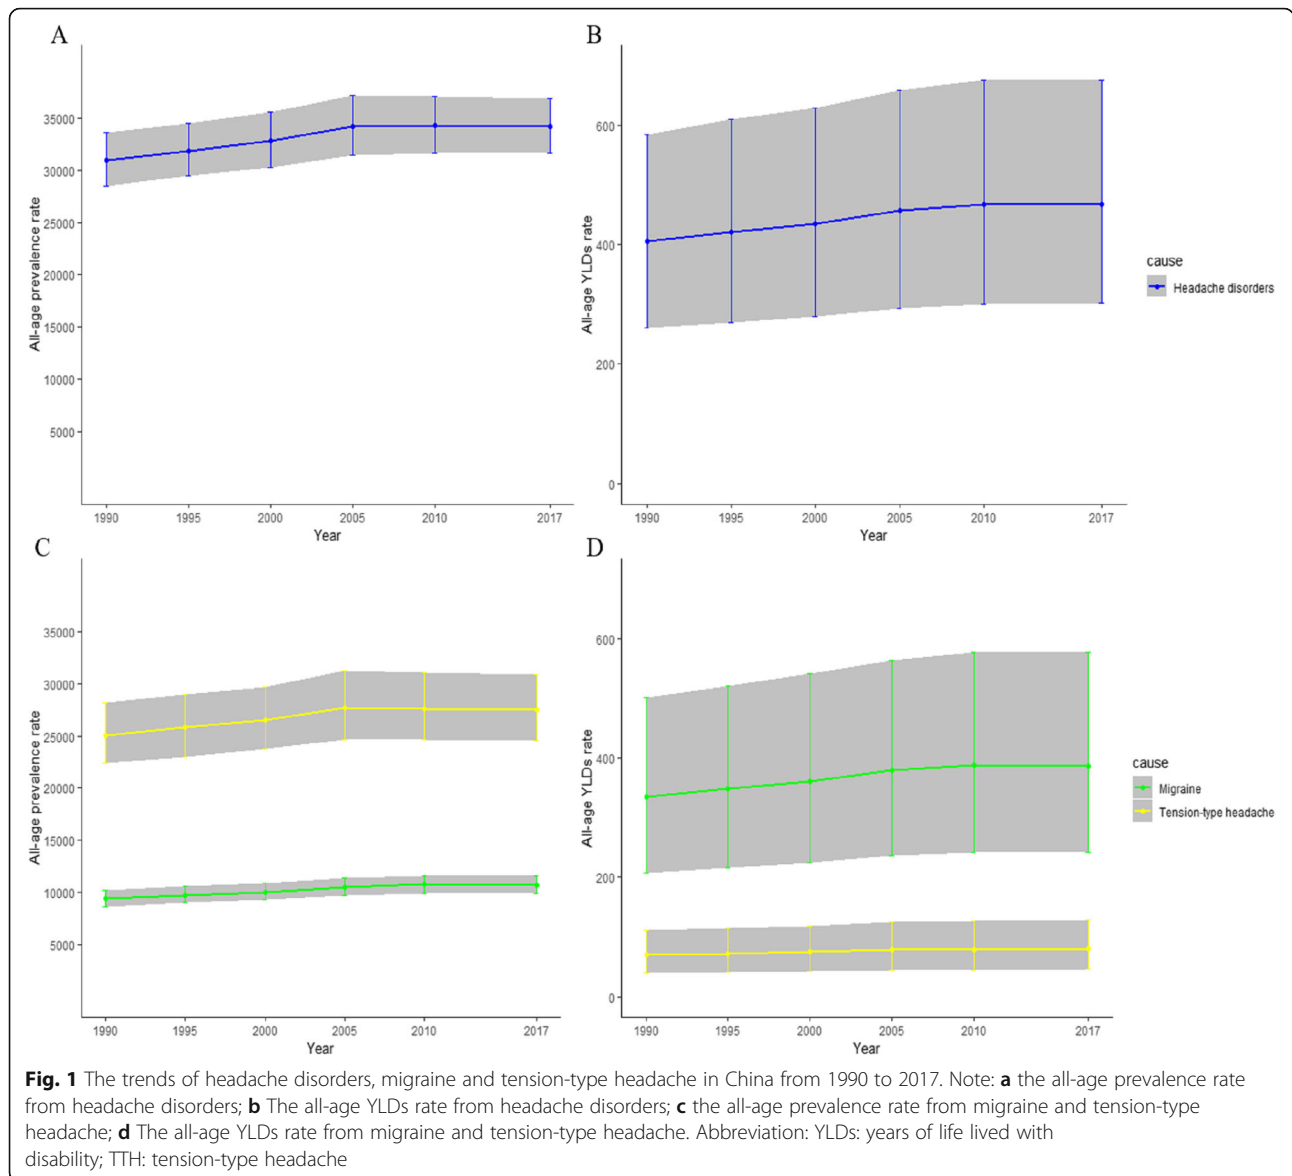 A
All-age prevalence rate
35000
30000
25000
20000
15000
10000
5000
1990 1995 2000 2005 2010 2017
Year
B
All-age YLDs rate
600
400
200
0
1990 1995 2000 2005 2010 2017
Year
cause
Headache disorders
C
All-age prevalence rate
35000
30000
25000
20000
15000
10000
5000
1990 1995 2000 2005 2010 2017
Year
D
All-age YLDs rate
600
400
200
0
1990 1995 2000 2005 2010 2017
Year
cause
Migraine
Tension-type headache
Fig. 1 The trends of headache disorders, migraine and tension-type headache in China from 1990 to 2017. Note: a the all-age prevalence rate
from headache disorders; b The all-age YLDs rate from headache disorders; c the all-age prevalence rate from migraine and tension-type
headache; d The all-age YLDs rate from migraine and tension-type headache. Abbreviation: YLDs: years of life lived with
disability; TTH: tension-type headache